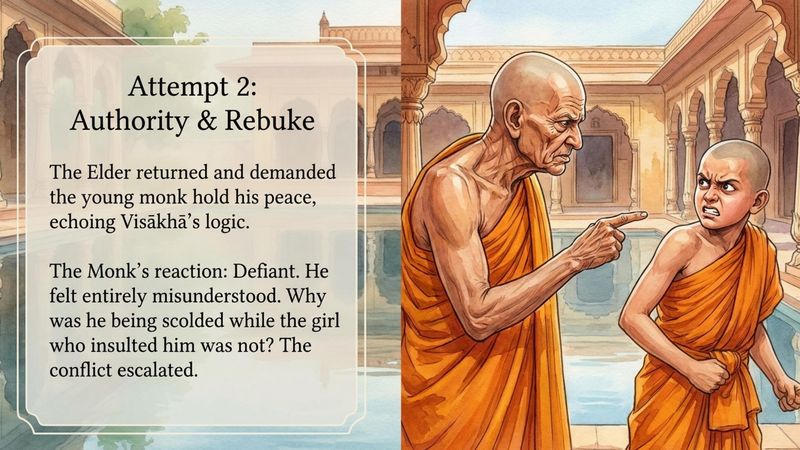 Attempt 2:
Authority & Rebuke
The Elder returned and demanded
the young monk hold his peace,
echoing Visākhā’s logic.
The Monk’s reaction: Defiant. He
felt entirely misunderstood. Why
was he being scolded while the girl
who insulted him was not? The
conflict escalated.